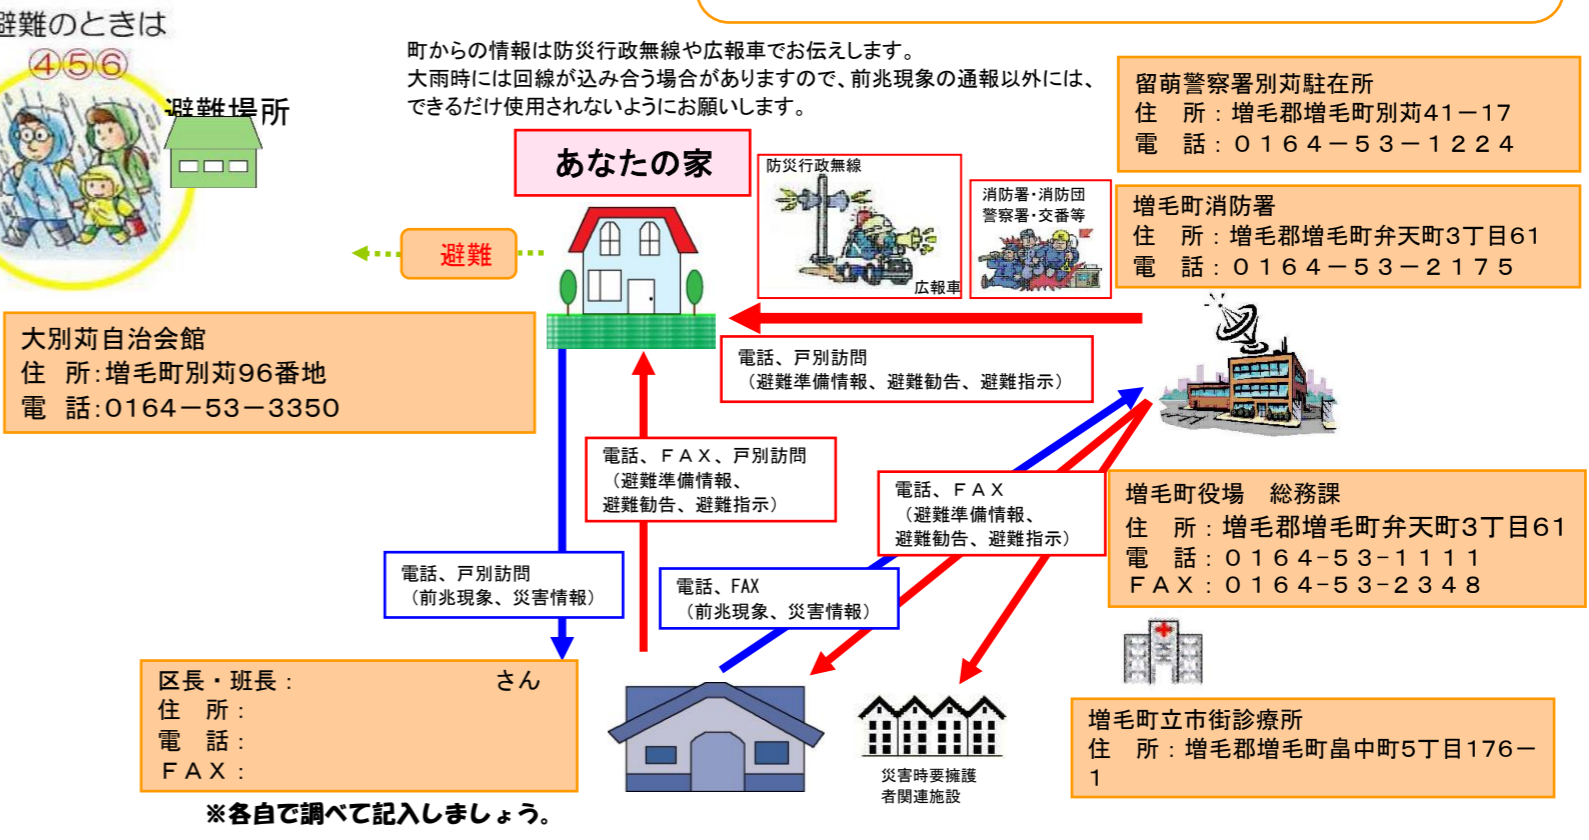 避難のときは
④⑤⑥
避難場所
町からの情報は防災行政無線や広報車でお伝えします。
大雨時には回線が込み合う場合がありますので、前兆現象の通報以外には、
できるだけ使用されないようにお願いします。
あなたの家
避難
防災行政無線
広報車
消防署・消防団
警察署・交番等
留萌警察署別苅駐在所
住　所：増毛郡増毛町別苅41－17
電　話：０１６４－５３－１２２４
増毛町消防署
住　所：増毛郡増毛町弁天町3丁目61
電　話：０１６４－５３－２１７５
大別苅自治会館
住　所：増毛町別苅96番地
電　話：0164－53－3350
電話、戸別訪問
（避難準備情報、避難勧告、避難指示）
電話、ＦＡＸ、戸別訪問
（避難準備情報、
避難勧告、避難指示）
電話、ＦＡＸ
（避難準備情報、
避難勧告、避難指示）
増毛町役場　総務課
住　所：増毛郡増毛町弁天町3丁目61
電　話：０１６４-５３-１１１１
ＦＡＸ：０１６４-５３-２３４８
電話、戸別訪問
（前兆現象、災害情報）
電話、FAX
（前兆現象、災害情報）
区長・班長：　　　　　　　さん
住　所：
電　話：
ＦＡＸ：
※各自で調べて記入しましょう。
災害時要擁護
者関連施設
増毛町立市街診療所
住　所：増毛郡増毛町畠中町5丁目176－
1